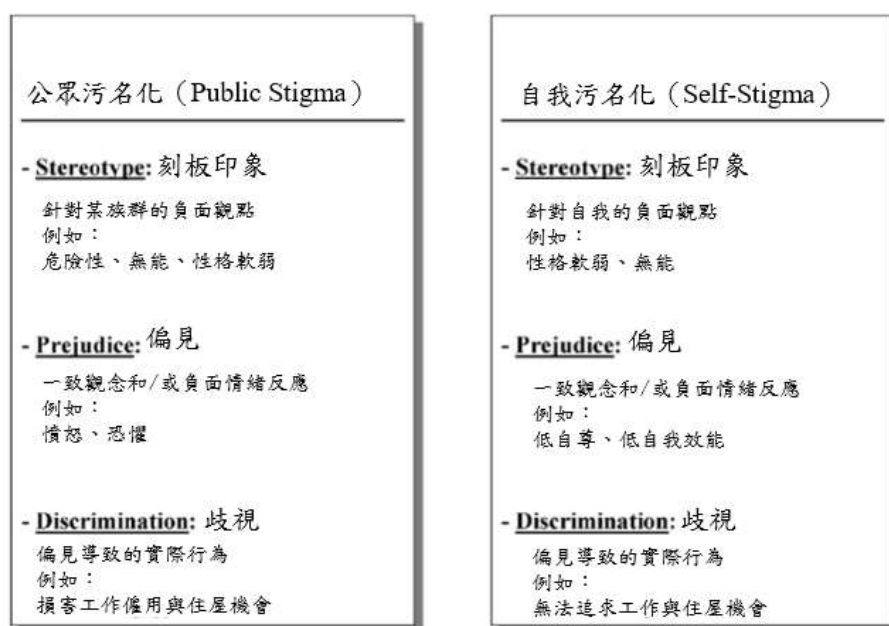 公眾污名化（Public Stigma）
- Stereotype: 刻板印象
針對某族群的負面觀點
例如：
危險性、無能、性格軟弱
- Prejudice: 偏見
一致觀念和/或負面情緒反應
例如：
憤怒、恐懼
- Discrimination: 歧視
偏見導致的實際行為
例如：
損害工作僱用與住屋機會
自我污名化（Self-Stigma）
- Stereotype: 刻板印象
針對自我的負面觀點
例如：
性格軟弱、無能
- Prejudice: 偏見
一致觀念和/或負面情緒反應
例如：
低自尊、低自我效能
- Discrimination: 歧視
偏見導致的實際行為
例如：
無法追求工作與住屋機會